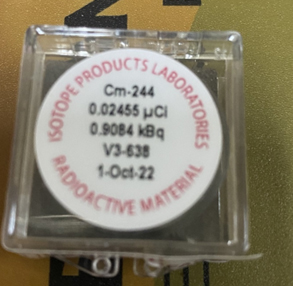 ISOTOPE PRODUCTS LABORATORIES
Cm-244
0.02455 µCi
0.9084 kBq
V3-638
1-Oct-22
RADIOACTIVE MATERIAL